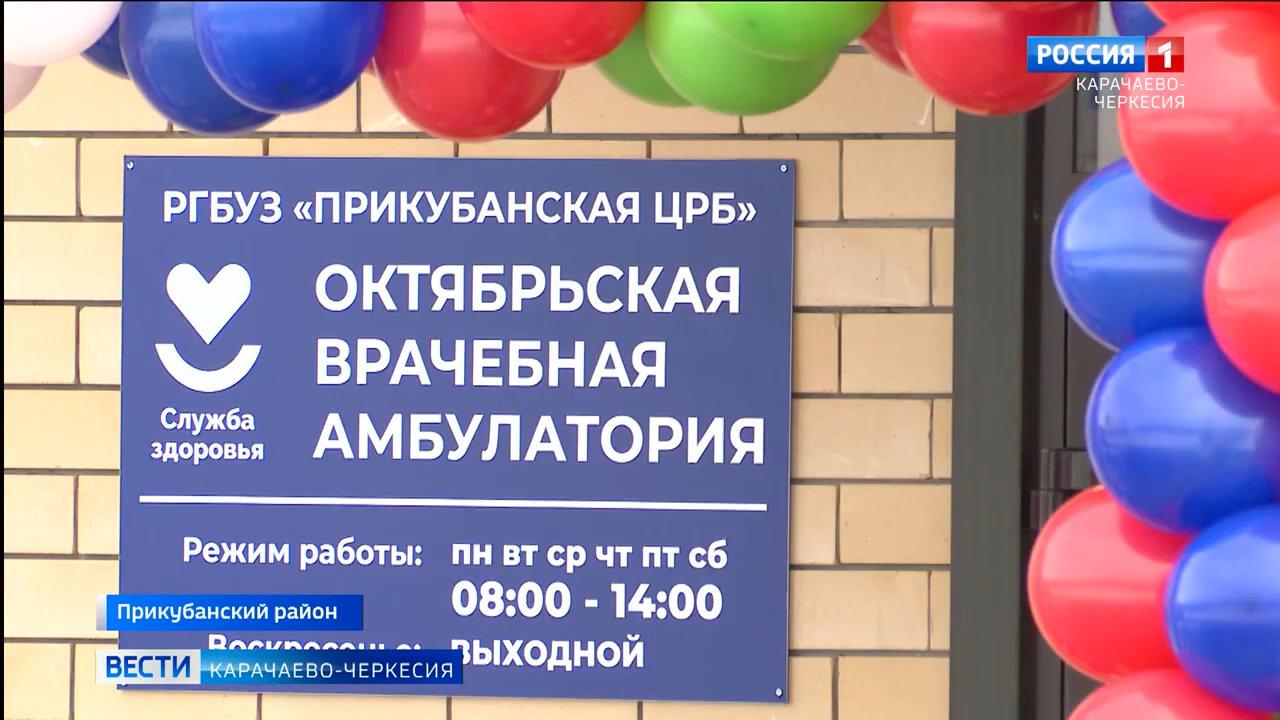 РОССИЯ 1
КАРАЧАЕВО-
ЧЕРКЕСИЯ
РГБУЗ «ПРИКУБАНСКАЯ ЦРБ»
ОКТЯБРЬСКАЯ
ВРАЧЕБНАЯ
АМБУЛАТОРИЯ
Служба
здоровья
Режим работы: пн вт ср чт пт сб
08:00 - 14:00
Воскресенье: выходной
Прикубанский район
ВЕСТИ КАРАЧАЕВО-ЧЕРКЕСИЯ